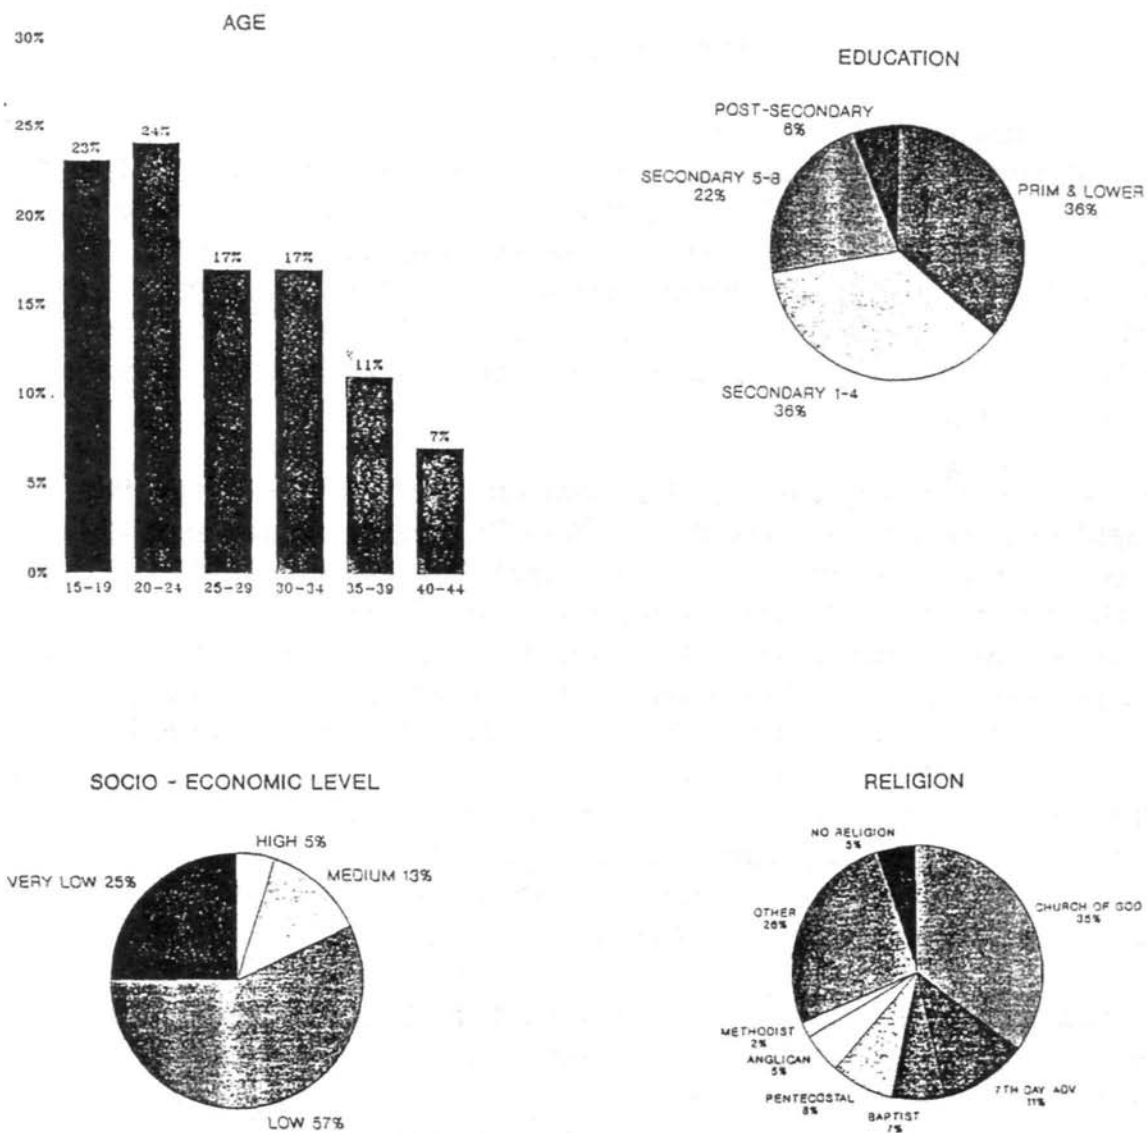 AGE
30%
25%
20%
15%
10%
5%
0%
23%
24%
17%
17%
11%
7%
15-19 20-24 25-29 30-34 35-39 40-44
EDUCATION
POST-SECONDARY
6%
SECONDARY 5-8
22%
PRIM & LOWER
36%
SECONDARY 1-4
36%
SOCIO - ECONOMIC LEVEL
HIGH 5%
MEDIUM 13%
VERY LOW 25%
LOW 57%
RELIGION
NO RELIGION
5%
CHURCH OF GOD
35%
OTHER
26%
METHODIST
2%
ANGLICAN
5%
PENTECOSTAL
8%
BAPTIST
7%
7TH DAY ADV
11%